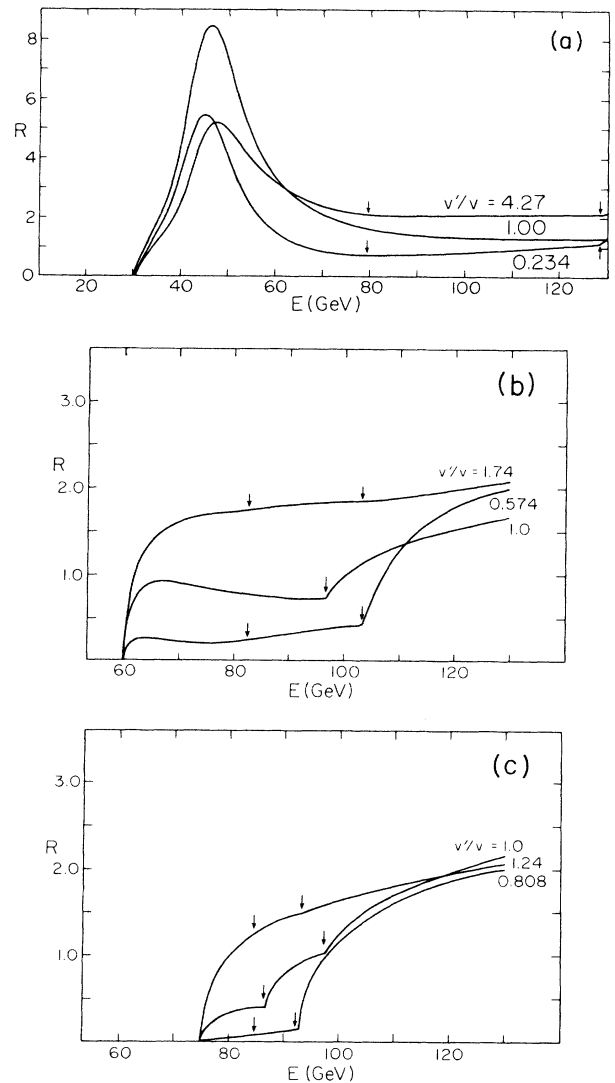 (a)
8
6
R
4
2
0
v'/v = 4.27
1.00
0.234
20 40 60 80 100 120
E (GeV)
(b)
3.0
R
2.0
1.0
v'/v = 1.74
0.574
1.0
60 80 100 120
E (GeV)
(c)
3.0
R
2.0
1.0
v'/v = 1.0
1.24
0.808
60 80 100 120
E (GeV)